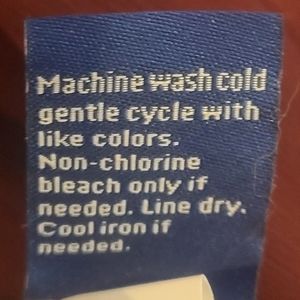 Machine wash cold
gentle cycle with
like colors.
Non-chlorine
bleach only if
needed. Line dry.
Cool iron if
needed.